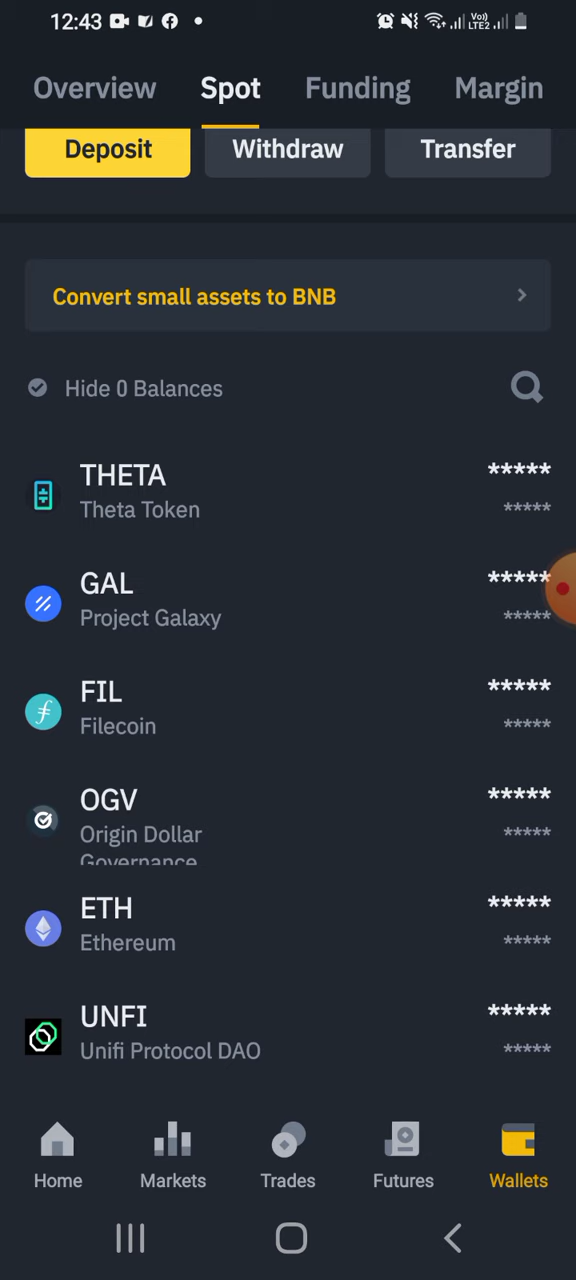 12:43
Vo)) LTE2
Overview Spot Funding Margin
Deposit Withdraw Transfer
Convert small assets to BNB
Hide 0 Balances
THETA *****
Theta Token *****
GAL *****
Project Galaxy *****
FIL *****
Filecoin *****
OGV *****
Origin Dollar *****
Governance
ETH *****
Ethereum *****
UNFI *****
Unifi Protocol DAO *****
Home Markets Trades Futures Wallets